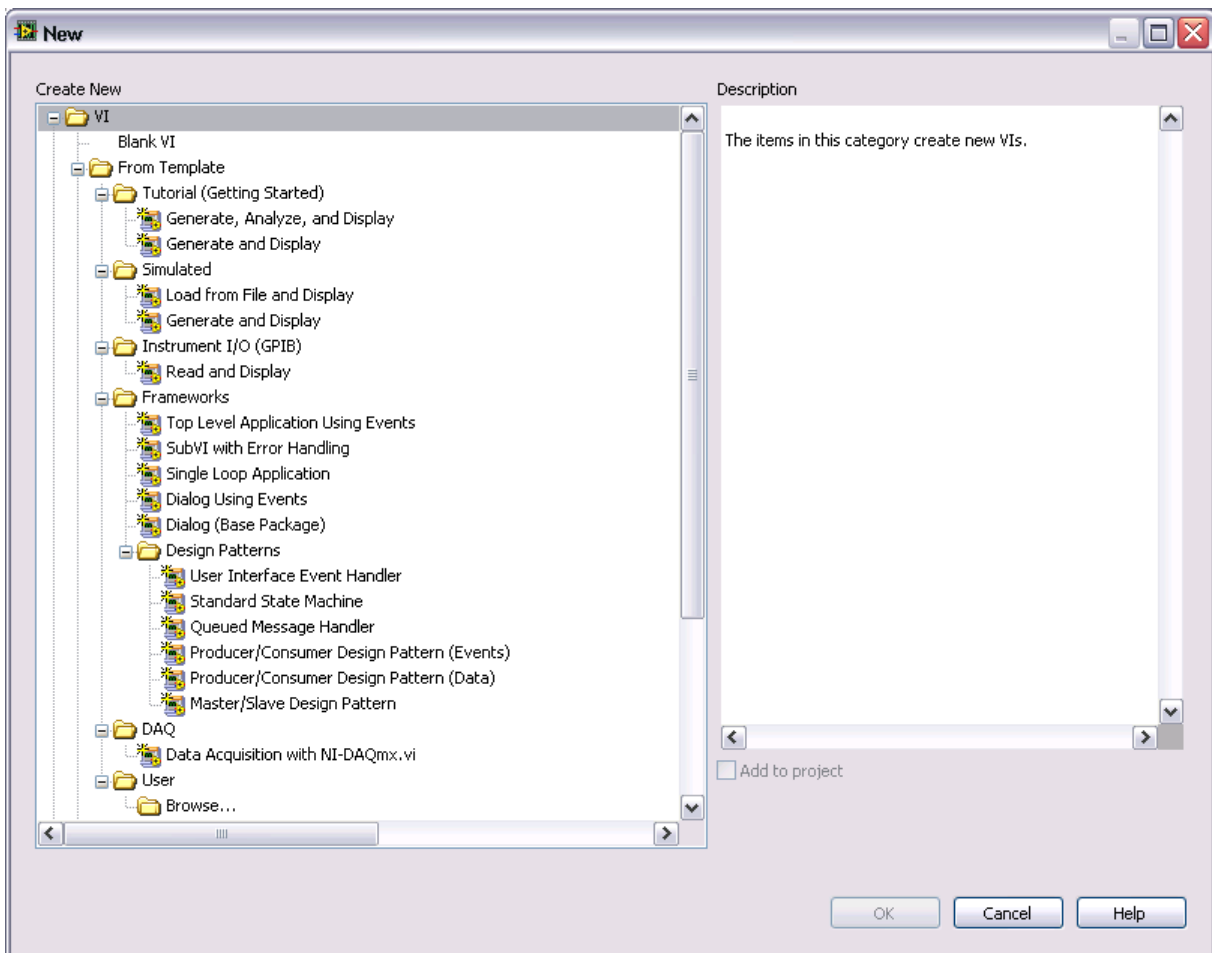 New
Create New
VI
Blank VI
From Template
Tutorial (Getting Started)
Generate, Analyze, and Display
Generate and Display
Simulated
Load from File and Display
Generate and Display
Instrument I/O (GPIB)
Read and Display
Frameworks
Top Level Application Using Events
SubVI with Error Handling
Single Loop Application
Dialog Using Events
Dialog (Base Package)
Design Patterns
User Interface Event Handler
Standard State Machine
Queued Message Handler
Producer/Consumer Design Pattern (Events)
Producer/Consumer Design Pattern (Data)
Master/Slave Design Pattern
DAQ
Data Acquisition with NI-DAQmx.vi
User
Browse...
Description
The items in this category create new VIs.
Add to project
OK
Cancel
Help